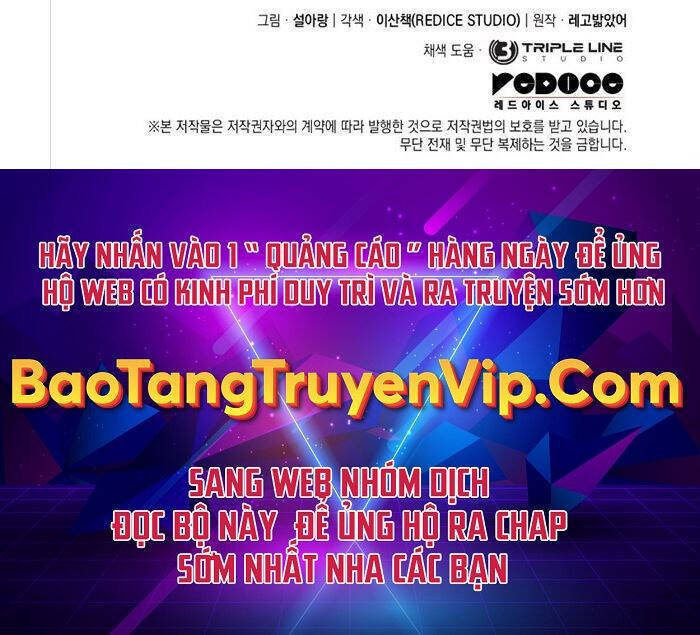 그림 · 설아랑 | 각색 · 이산책(REDICE STUDIO) | 원작 · 레고밟았어
채색 도움 · 3 TRIPLE LINE
STUDIO
REDICE
레드아이스 스튜디오
※본 저작물은 저작권자와의 계약에 따라 발행한 것으로 저작권법의 보호를 받고 있습니다.
무단 전재 및 무단 복제하는 것을 금합니다.
HÃY NHẤN VÀO 1 “ QUẢNG CÁO ” HÀNG NGÀY ĐỂ ỦNG
HỘ WEB CÓ KINH PHÍ DUY TRÌ VÀ RA TRUYỆN SỚM HƠN
BaoTangTruyenVip.Com
SANG WEB NHÓM DỊCH
ĐỌC BỘ NÀY ĐỂ ỦNG HỘ RA CHAP
SỚM NHẤT NHA CÁC BẠN